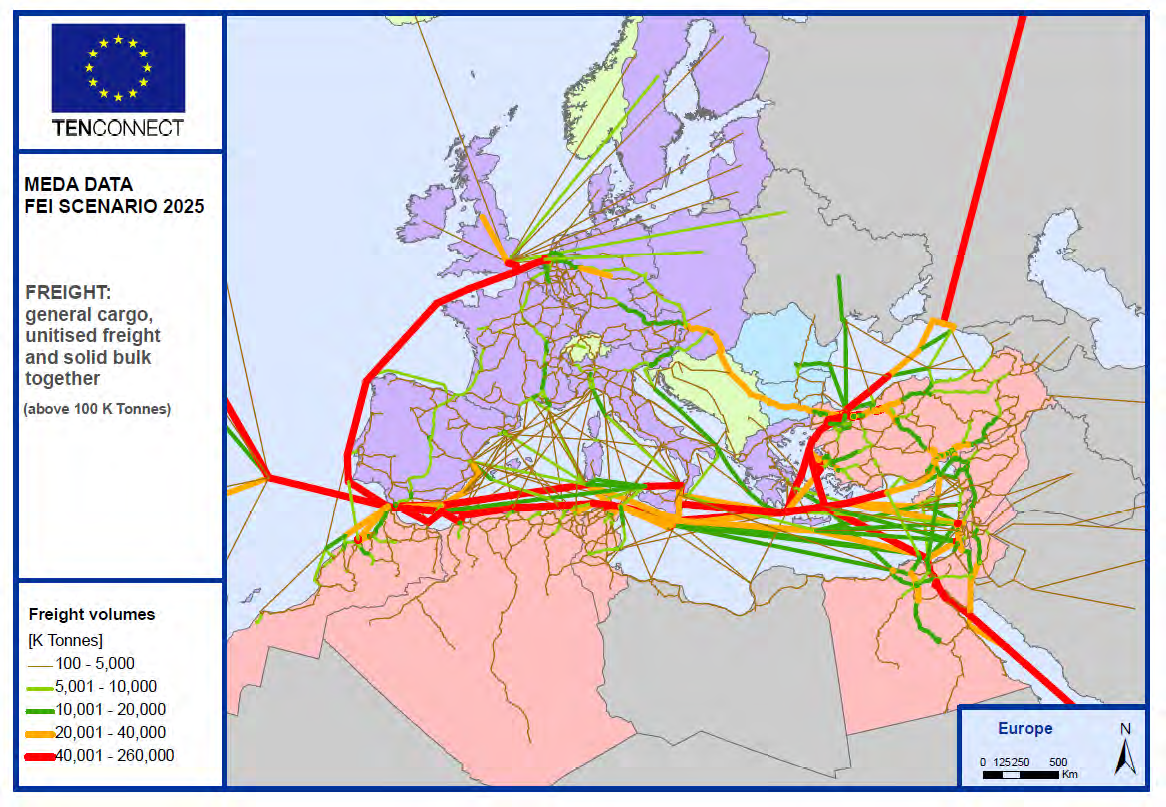 TENCONNECT
MEDA DATA
FEI SCENARIO 2025
FREIGHT:
general cargo,
unitised freight
and solid bulk
together
(above 100 K Tonnes)
Freight volumes
[K Tonnes]
100 - 5,000
5,001 - 10,000
10,001 - 20,000
20,001 - 40,000
40,001 - 260,000
Europe
N
0 125250 500
Km